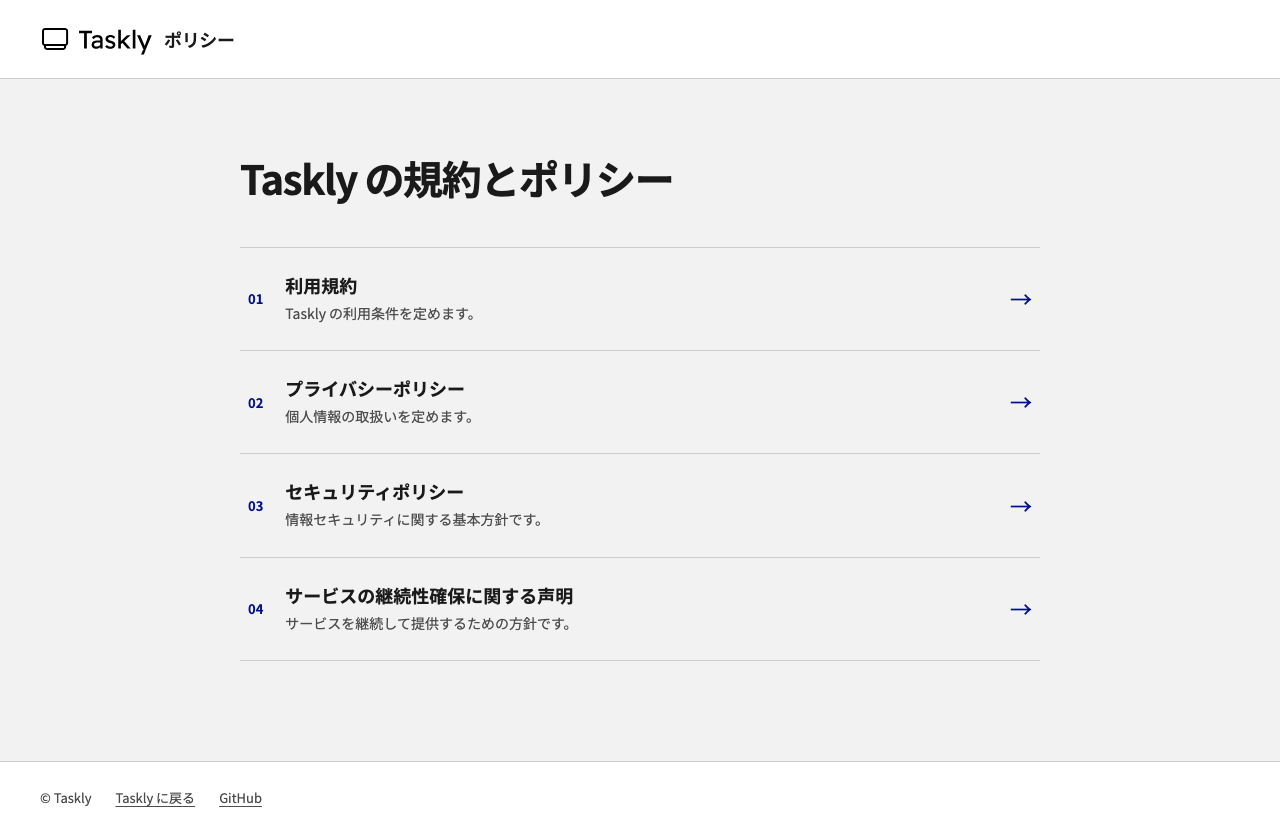 Taskly ポリシー
Taskly の規約とポリシー
01
利用規約
Taskly の利用条件を定めます。
→
02
プライバシーポリシー
個人情報の取扱いを定めます。
→
03
セキュリティポリシー
情報セキュリティに関する基本方針です。
→
04
サービスの継続性確保に関する声明
サービスを継続して提供するための方針です。
→
© Taskly Taskly に戻る GitHub